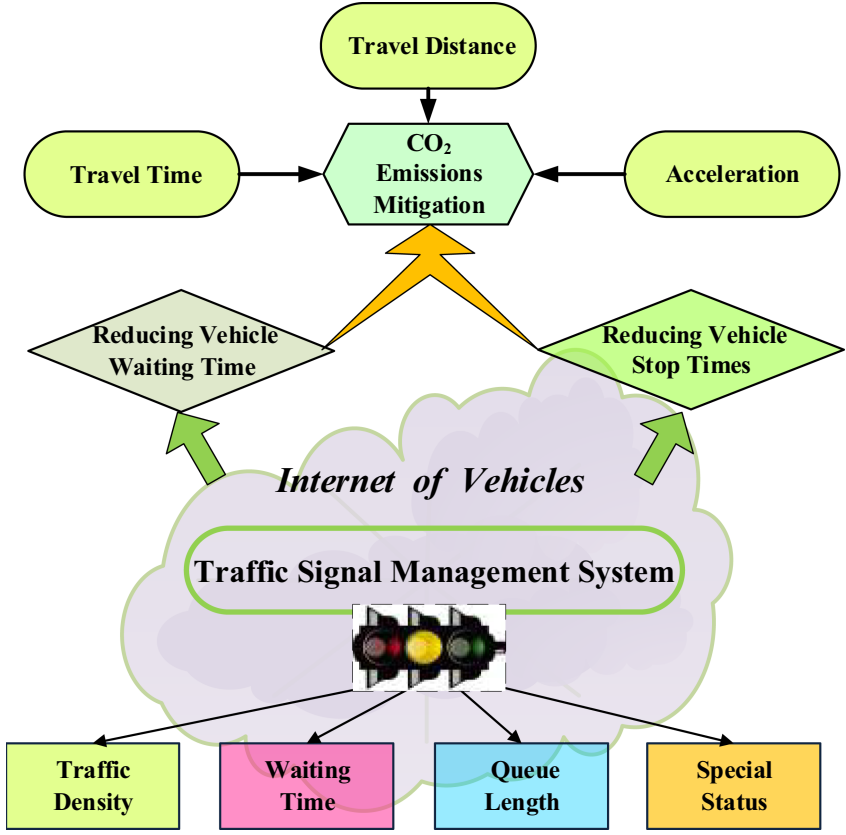 Travel Distance
Travel Time
CO₂
Emissions
Mitigation
Acceleration
Reducing Vehicle
Waiting Time
Reducing Vehicle
Stop Times
Internet of Vehicles
Traffic Signal Management System
Traffic
Density
Waiting
Time
Queue
Length
Special
Status